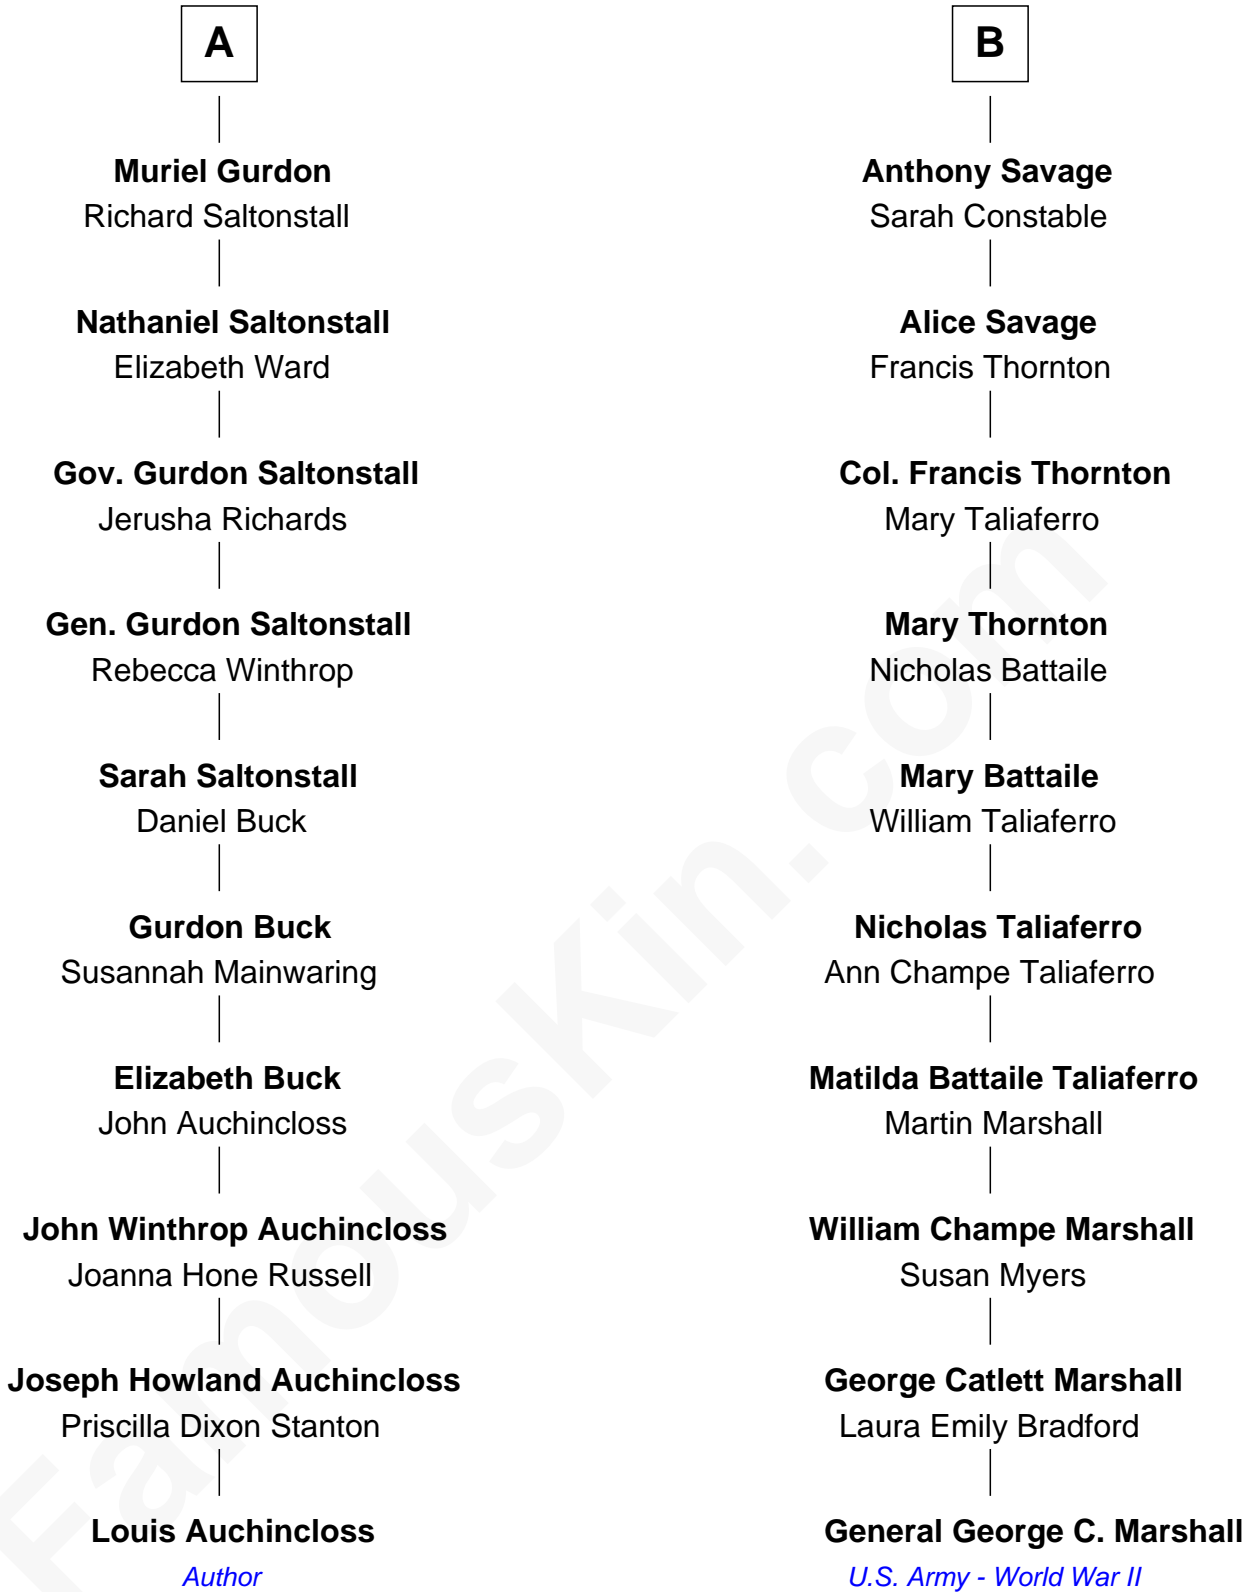 A
Muriel Gurdon
Richard Saltonstall
Nathaniel Saltonstall
Elizabeth Ward
Gov. Gurdon Saltonstall
Jerusha Richards
Gen. Gurdon Saltonstall
Rebecca Winthrop
Sarah Saltonstall
Daniel Buck
Gurdon Buck
Susannah Mainwaring
Elizabeth Buck
John Auchincloss
John Winthrop Auchincloss
Joanna Hone Russell
Joseph Howland Auchincloss
Priscilla Dixon Stanton
Louis Auchincloss
Author
B
Anthony Savage
Sarah Constable
Alice Savage
Francis Thornton
Col. Francis Thornton
Mary Taliaferro
Mary Thornton
Nicholas Battaile
Mary Battaile
William Taliaferro
Nicholas Taliaferro
Ann Champe Taliaferro
Matilda Battaile Taliaferro
Martin Marshall
William Champe Marshall
Susan Myers
George Catlett Marshall
Laura Emily Bradford
General George C. Marshall
U.S. Army - World War II
FamousKin.com